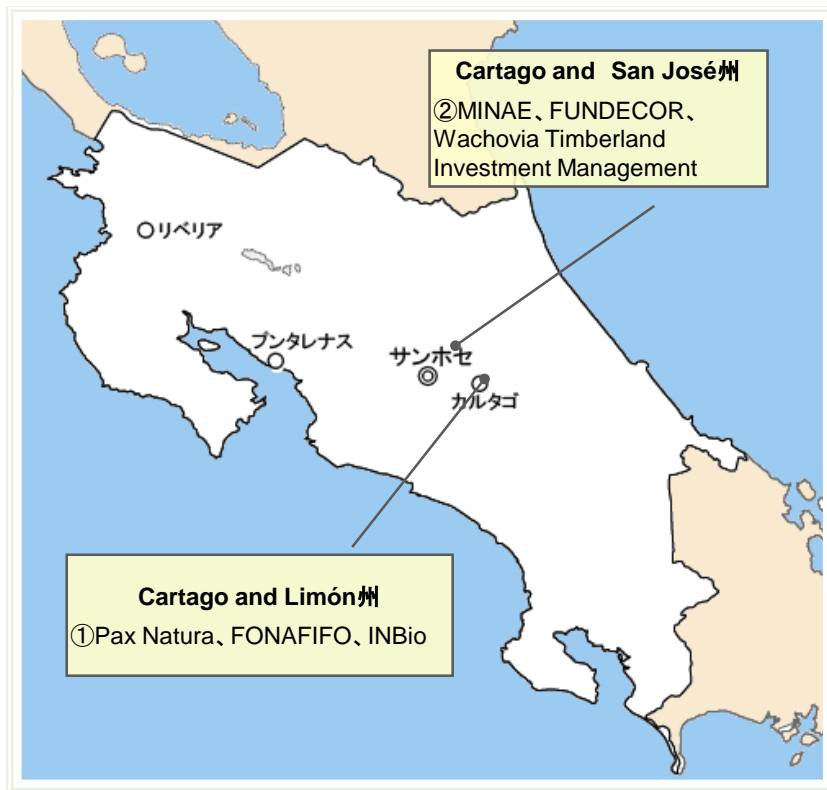 Cartago and San José州
②MINAE、FUNDECOR、
Wachovia Timberland
Investment Management
リベリア
プンタレナス
サンホセ
カルタゴ
Cartago and Limón州
①Pax Natura、FONAFIFO、INBio